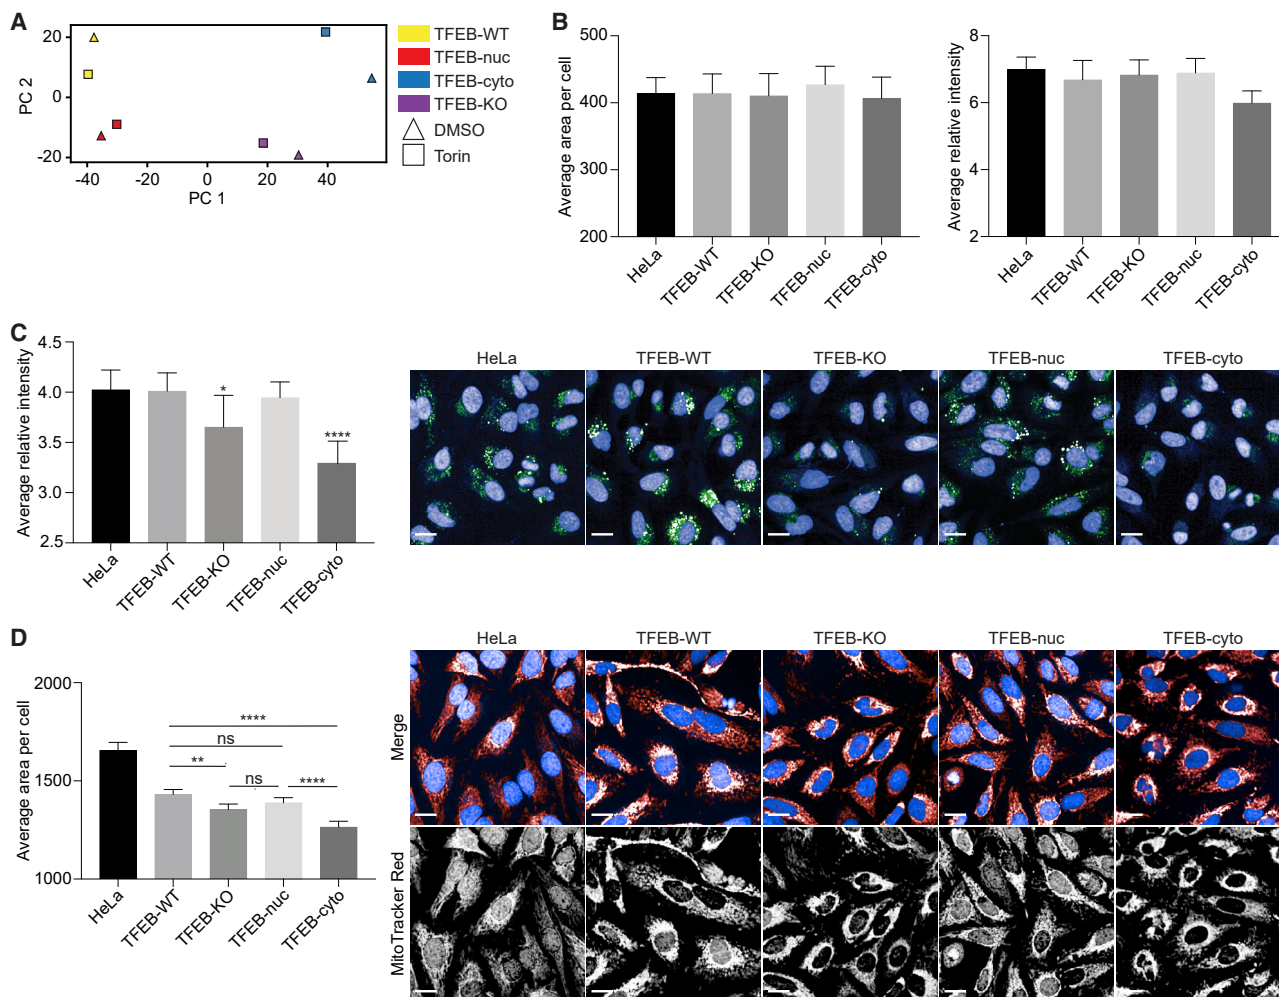 A
PC 2
20
0
-20
-40 -20 0 20 40
PC 1
TFEB-WT
TFEB-nuc
TFEB-cyto
TFEB-KO
DMSO
Torin
B
Average area per cell
500
400
300
200
HeLa TFEB-WT TFEB-KO TFEB-nuc TFEB-cyto
Average relative intensity
8
6
4
2
HeLa TFEB-WT TFEB-KO TFEB-nuc TFEB-cyto
C
Average relative intensity
4.5
4.0
3.5
3.0
2.5
*
****
HeLa TFEB-WT TFEB-KO TFEB-nuc TFEB-cyto
HeLa TFEB-WT TFEB-KO TFEB-nuc TFEB-cyto
D
Average area per cell
2000
1500
1000
****
ns
**
ns ****
HeLa TFEB-WT TFEB-KO TFEB-nuc TFEB-cyto
HeLa TFEB-WT TFEB-KO TFEB-nuc TFEB-cyto
Merge
MitoTracker Red